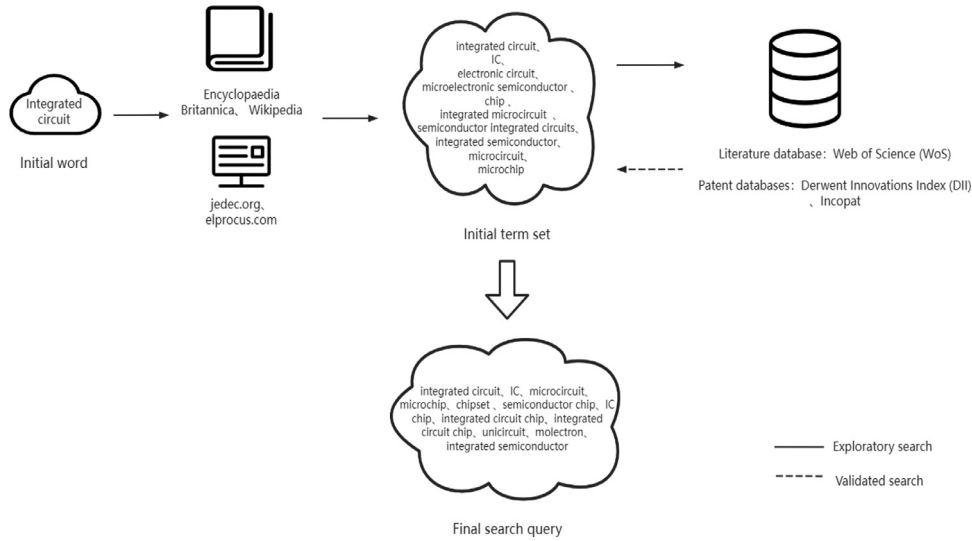 Integrated
circuit
Initial word
Encyclopaedia
Britannica、 Wikipedia
jedec.org、
elprocus.com
integrated circuit、
IC、
electronic circuit、
microelectronic semiconductor 、
chip 、
integrated microcircuit 、
semiconductor integrated circuits、
integrated semiconductor、
microcircuit、
microchip
Initial term set
Literature database：Web of Science (WoS)
Patent databases：Derwent Innovations Index (DII)
、Incopat
integrated circuit、IC、microcircuit、
microchip、chipset 、semiconductor chip、IC
chip、integrated circuit chip、integrated
circuit chip、unicircuit、molectron、
integrated semiconductor
Final search query
Exploratory search
Validated search